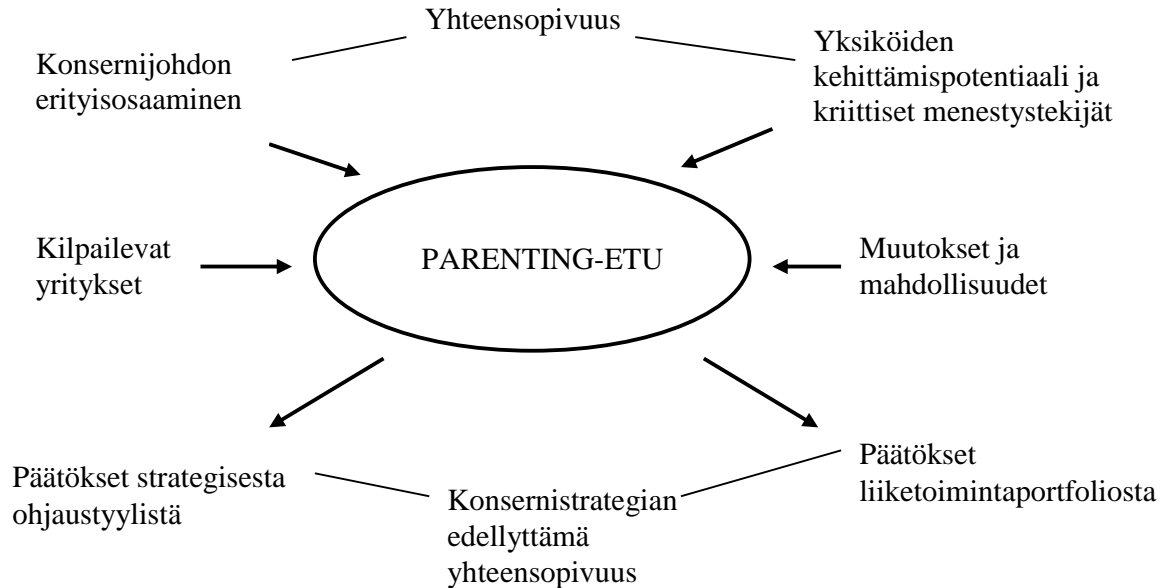 Yhteensopivuus
Konsernijohdon
erityisosaaminen
Yksiköiden
kehittämispotentiaali ja
kriittiset menestystekijät
Kilpailevat
yritykset
PARENTING-ETU
Muutokset ja
mahdollisuudet
Päätökset strategisesta
ohjaustyylistä
Konsernistrategian
edellyttämä
yhteensopivuus
Päätökset
liiketoimintaportfoliosta